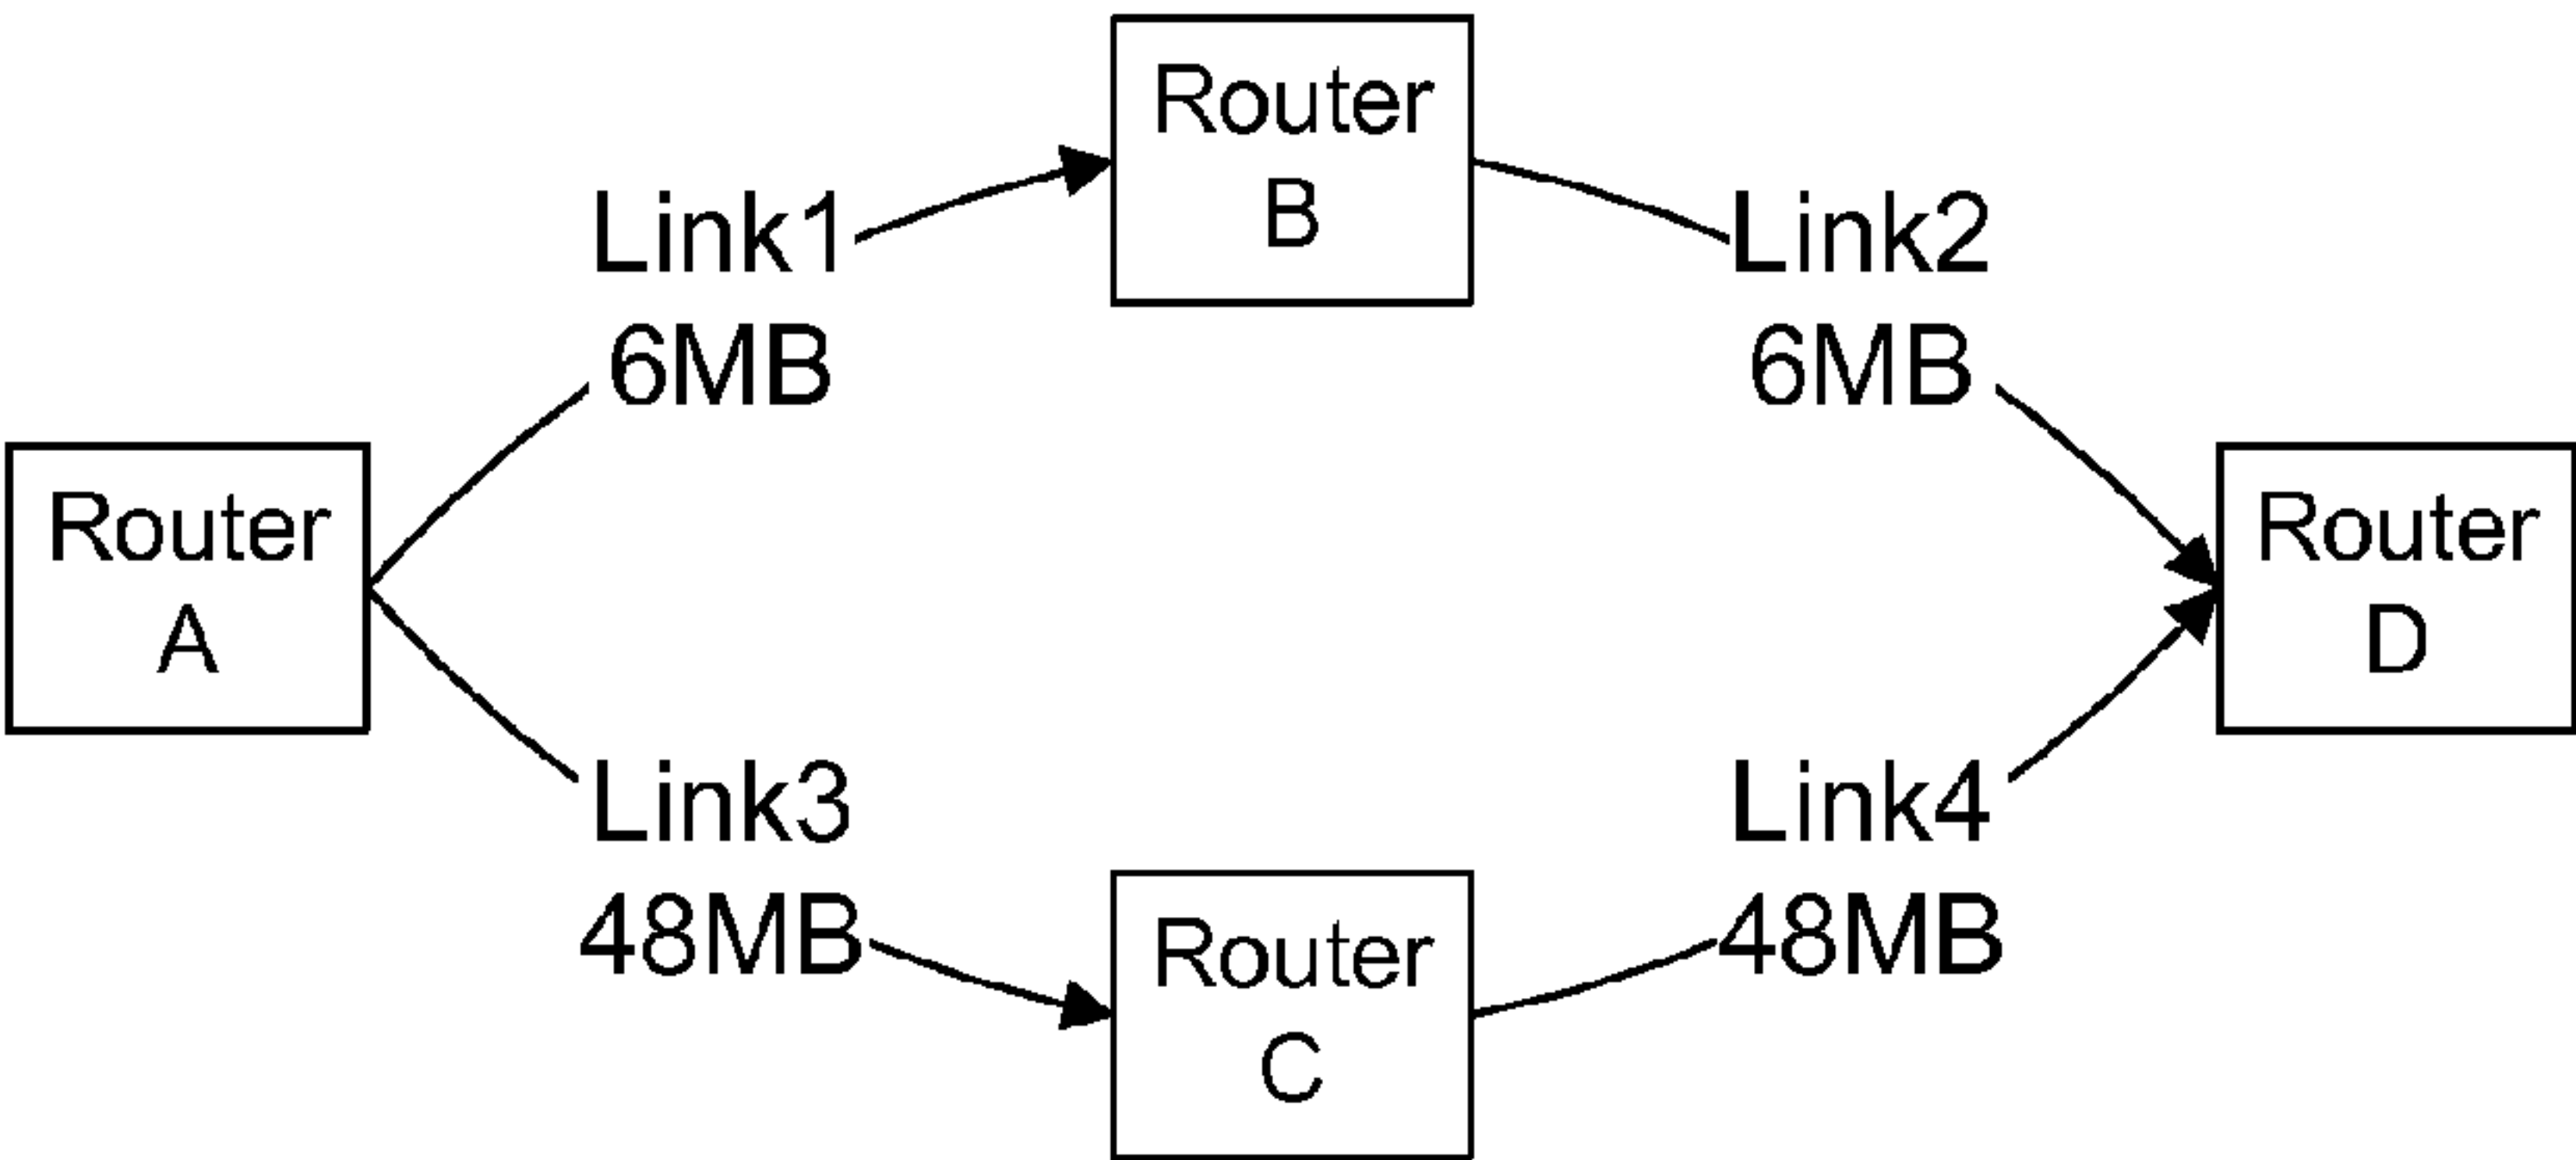 Router
B
Link1
6MB
Link2
6MB
Router
A
Router
D
Link3
48MB
Link4
48MB
Router
C